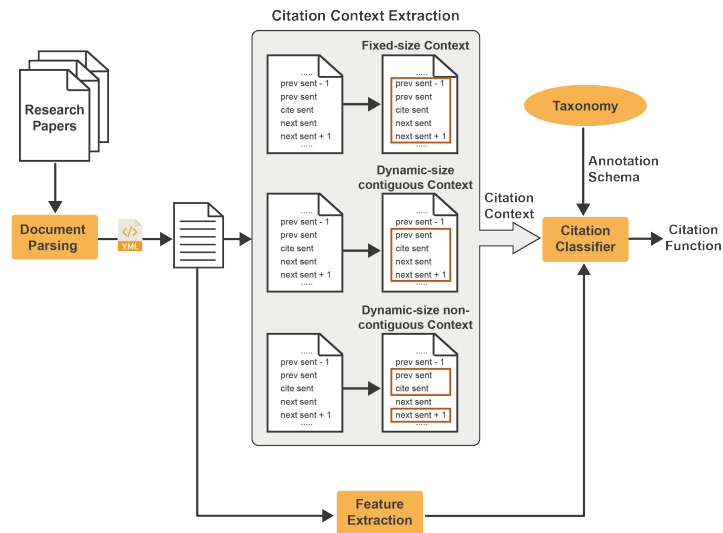 Citation Context Extraction
Research
Papers
Document
Parsing
</>
XML
Fixed-size Context
.....
prev sent - 1
prev sent
cite sent
next sent
next sent + 1
.....
.....
prev sent - 1
prev sent
cite sent
next sent
next sent + 1
.....
Dynamic-size
contiguous Context
.....
prev sent - 1
prev sent
cite sent
next sent
next sent + 1
.....
.....
prev sent - 1
prev sent
cite sent
next sent
next sent + 1
.....
Dynamic-size non-
contiguous Context
.....
prev sent - 1
prev sent
cite sent
next sent
next sent + 1
.....
.....
prev sent - 1
prev sent
cite sent
next sent
next sent + 1
.....
Citation
Context
Taxonomy
Annotation
Schema
Citation
Classifier
Citation
Function
Feature
Extraction